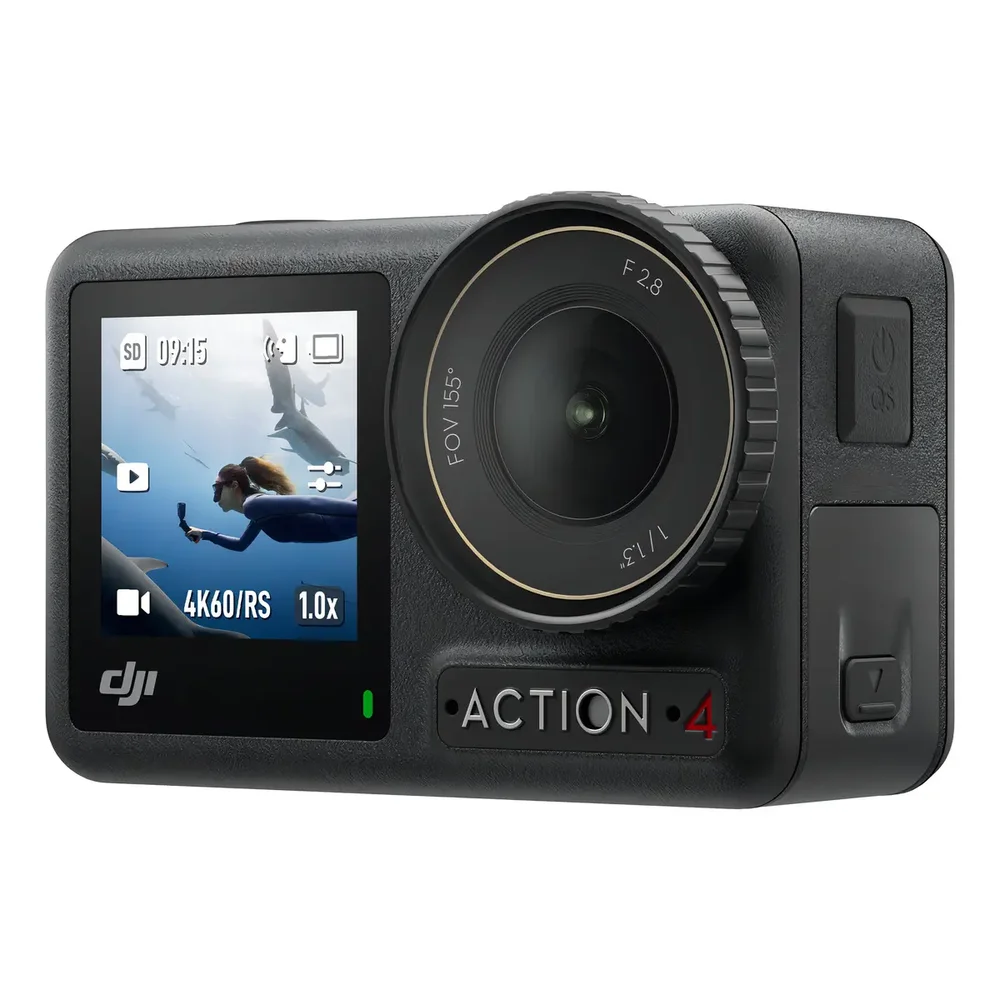 SD 09:15
4K60/RS 1.0x
dji
F 2.8
FOV 155°
1/1.3"
ACTION 4
QS